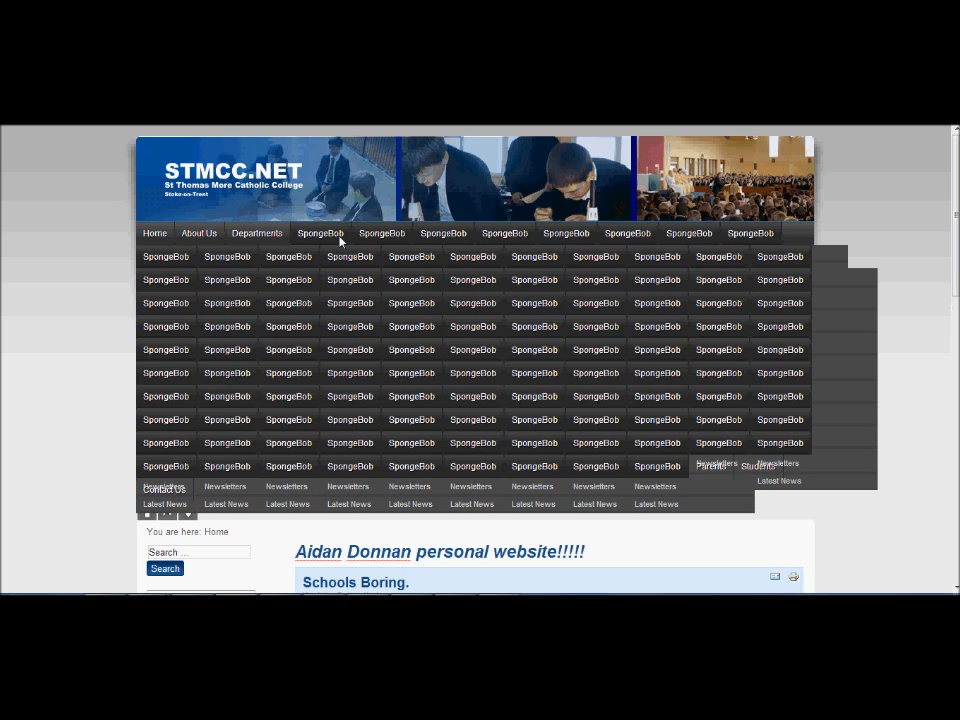 STMCC.NET
St Thomas More Catholic College
Stoke-on-Trent
Home About Us Departments SpongeBob SpongeBob SpongeBob SpongeBob SpongeBob SpongeBob SpongeBob SpongeBob
SpongeBob SpongeBob SpongeBob SpongeBob SpongeBob SpongeBob SpongeBob SpongeBob SpongeBob SpongeBob SpongeBob
SpongeBob SpongeBob SpongeBob SpongeBob SpongeBob SpongeBob SpongeBob SpongeBob SpongeBob SpongeBob SpongeBob
SpongeBob SpongeBob SpongeBob SpongeBob SpongeBob SpongeBob SpongeBob SpongeBob SpongeBob SpongeBob SpongeBob
SpongeBob SpongeBob SpongeBob SpongeBob SpongeBob SpongeBob SpongeBob SpongeBob SpongeBob SpongeBob SpongeBob
SpongeBob SpongeBob SpongeBob SpongeBob SpongeBob SpongeBob SpongeBob SpongeBob SpongeBob SpongeBob SpongeBob
SpongeBob SpongeBob SpongeBob SpongeBob SpongeBob SpongeBob SpongeBob SpongeBob SpongeBob SpongeBob SpongeBob
SpongeBob SpongeBob SpongeBob SpongeBob SpongeBob SpongeBob SpongeBob SpongeBob SpongeBob SpongeBob SpongeBob
SpongeBob SpongeBob SpongeBob SpongeBob SpongeBob SpongeBob SpongeBob SpongeBob SpongeBob SpongeBob SpongeBob
SpongeBob SpongeBob SpongeBob SpongeBob SpongeBob SpongeBob SpongeBob SpongeBob SpongeBob SpongeBob SpongeBob
SpongeBob SpongeBob SpongeBob SpongeBob SpongeBob SpongeBob SpongeBob SpongeBob SpongeBob Parents Students
Newsletters Newsletters
Latest News
Newsletters Newsletters Newsletters Newsletters Newsletters Newsletters Newsletters Newsletters Newsletters
Contact Us
Latest News Latest News Latest News Latest News Latest News Latest News Latest News Latest News Latest News
You are here: Home
Search ...
Search
Aidan Donnan personal website!!!!!
Schools Boring.